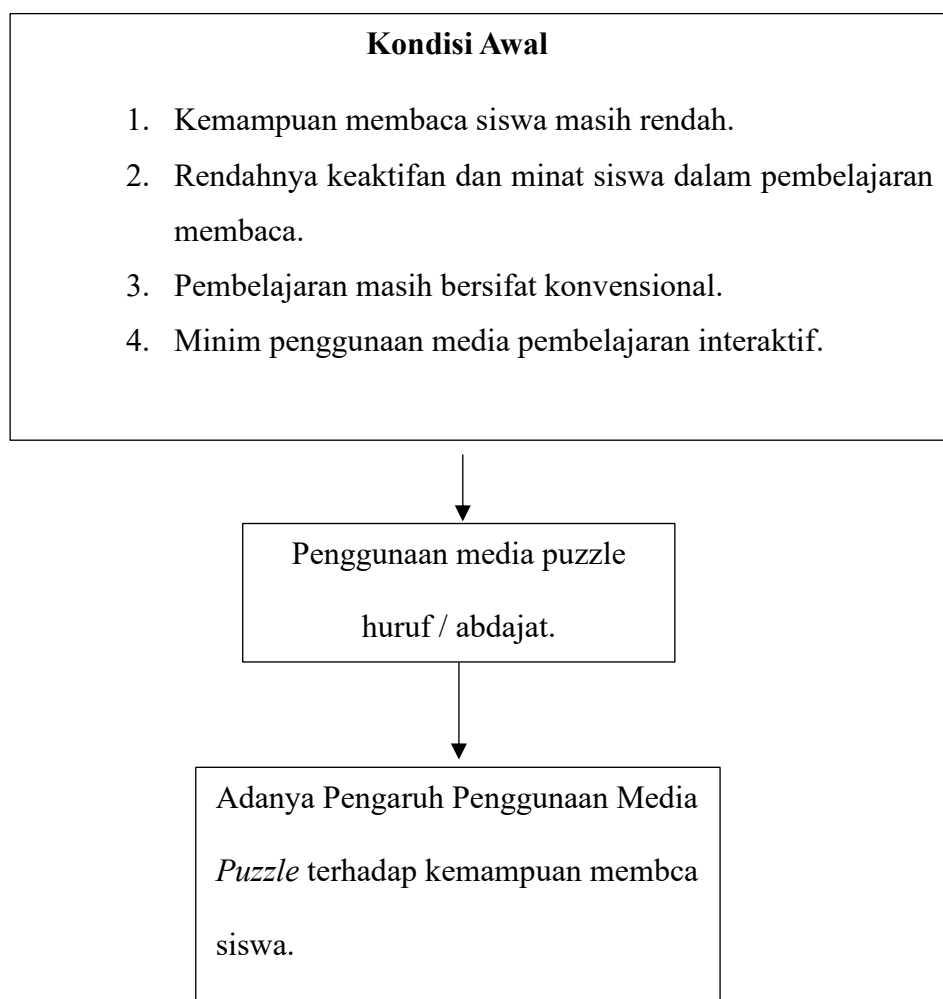 Kondisi Awal
1. Kemampuan membaca siswa masih rendah.
2. Rendahnya keaktifan dan minat siswa dalam pembelajaran
membaca.
3. Pembelajaran masih bersifat konvensional.
4. Minim penggunaan media pembelajaran interaktif.
Penggunaan media puzzle
huruf / abdajat.
Adanya Pengaruh Penggunaan Media
Puzzle terhadap kemampuan membca
siswa.